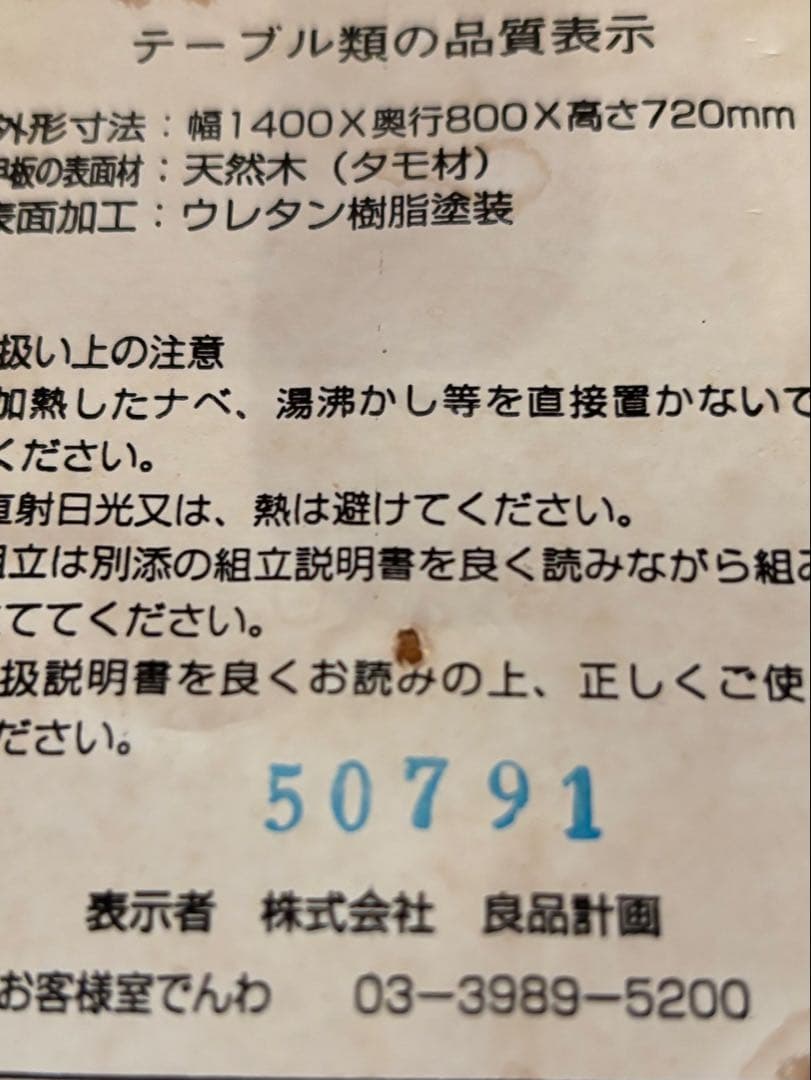 テーブル類の品質表示
外形寸法：幅1400×奥行800×高さ720mm
甲板の表面材：天然木（タモ材）
表面加工：ウレタン樹脂塗装
扱い上の注意
加熱したナベ、湯沸かし等を直接置かないで
ください。
直射日光又は、熱は避けてください。
組立は別添の組立説明書を良く読みながら組み
立ててください。
扱説明書を良くお読みの上、正しくご使
ださい。
50791
表示者 株式会社 良品計画
お客様室でんわ 03-3989-5200